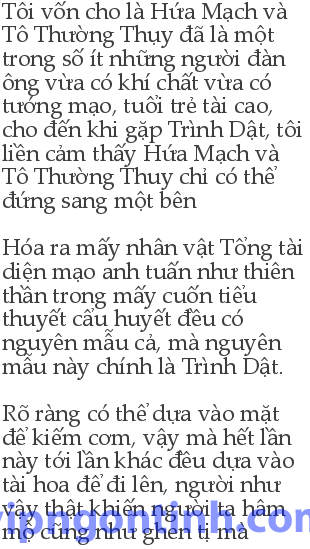 Tôi vốn cho là Hứa Mạch và
Tô Thường Thụy đã là một
trong số ít những người đàn
ông vừa có khí chất vừa có
tướng mạo, tuổi trẻ tài cao,
cho đến khi gặp Trình Dật, tôi
liền cảm thấy Hứa Mạch và
Tô Thường Thuy chỉ có thể
đứng sang một bên
Hóa ra mấy nhân vật Tổng tài
diện mạo anh tuấn như thiên
thần trong mấy cuốn tiểu
thuyết cẩu huyết đều có
nguyên mẫu cả, mà nguyên
mẫu này chính là Trình Dật.
Rõ ràng có thể dựa vào mặt
để kiếm cơm, vậy mà hết lần
này tới lần khác đều dựa vào
tài hoa để đi lên, người như
vậy thật khiến người ta hâm
mộ cũng như ghen tị mà
vipngontinh.com